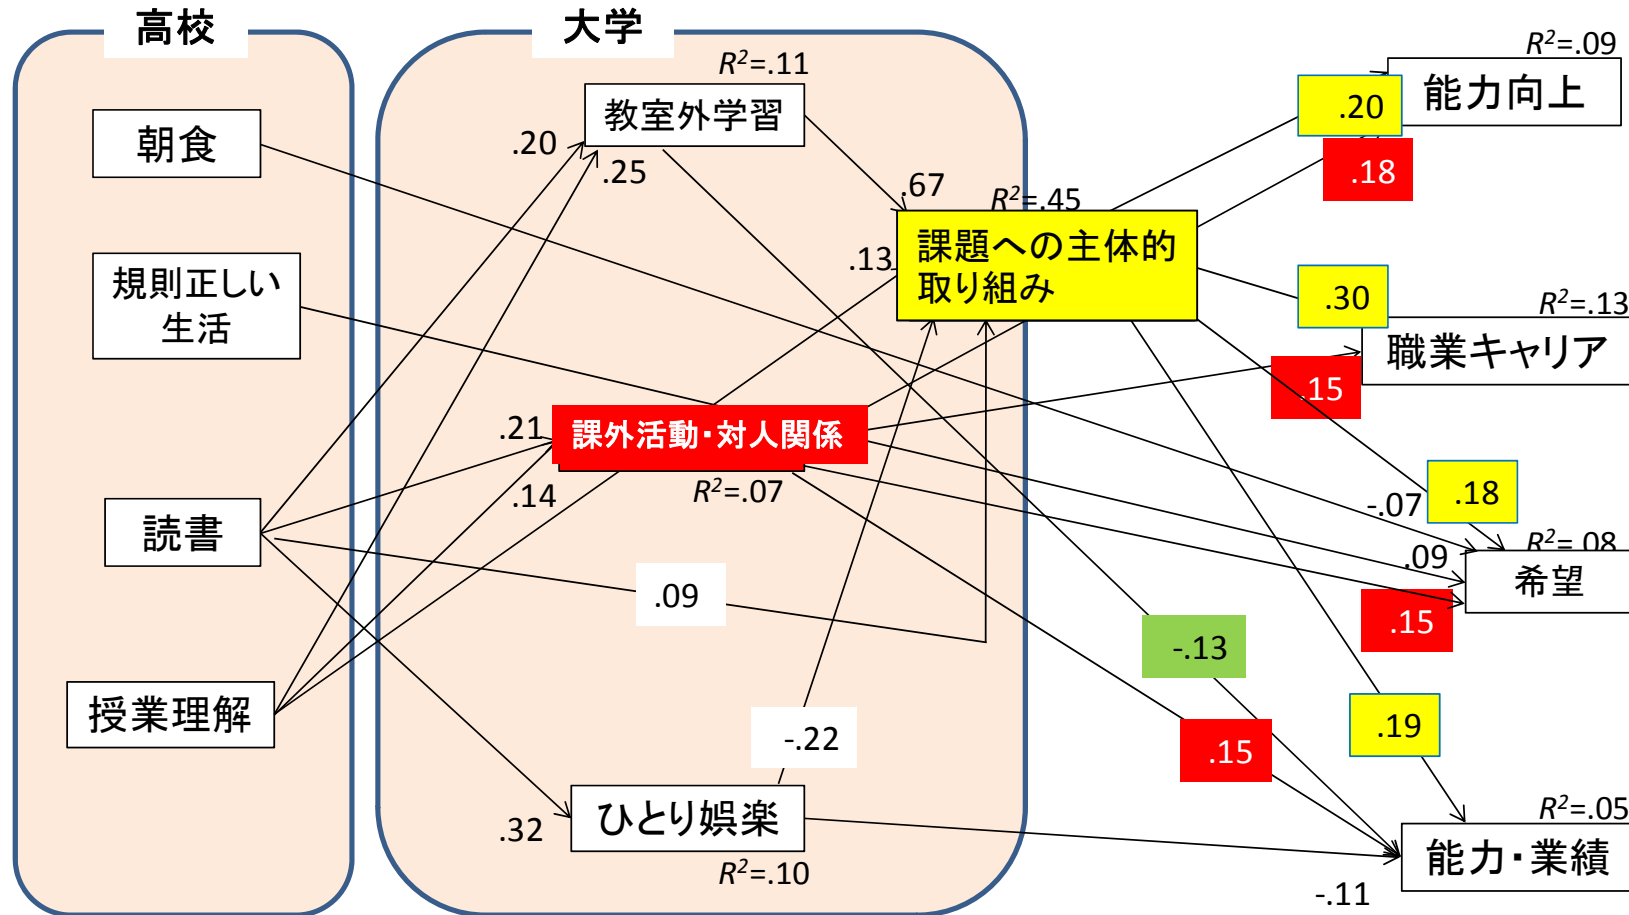 高校
大学
R²=.09
能力向上
R²=.11
教室外学習
.20
.18
朝食
.20
.25
.67
R²=.45
課題への主体的
取り組み
.13
規則正しい
生活
.30
R²=.13
職業キャリア
.15
.21
課外活動・対人関係
R²=.07
.14
読書
-.07
.18
R²=.08
.09
希望
.15
.09
-.13
授業理解
-.22
.15
.19
ひとり娯楽
.32
R²=.10
R²=.05
能力・業績
-.11